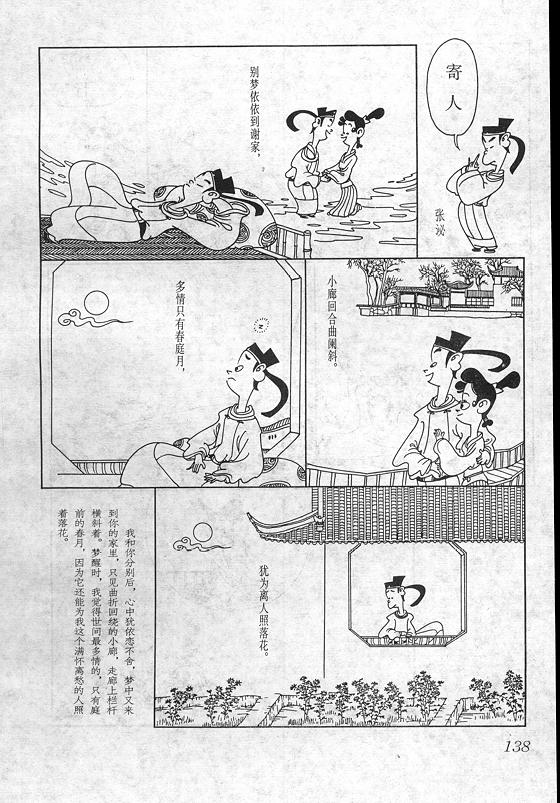 寄人
张泌
别梦依依到谢家，
小廊回合曲阑斜。
多情只有春庭月，
犹为离人照落花。
我和你分别后，心中犹依恋不舍，梦中又来
到你的家里，只见曲折回绕的小廊，走廊上栏杆
横斜着。梦醒时，我觉得世间最多情的，只有庭
前的春月，因为它还能为我这个满怀离愁的人照
着落花。
138